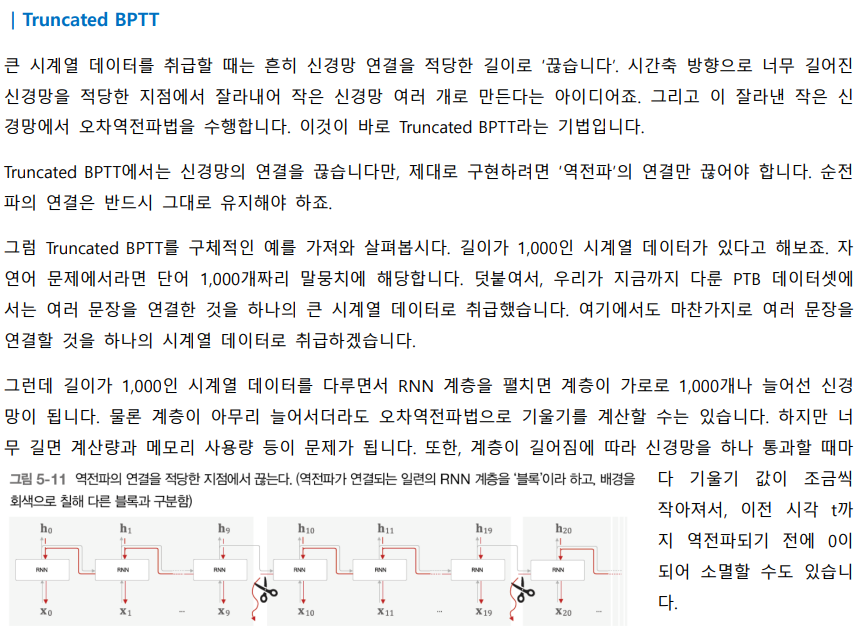 | Truncated BPTT
큰 시계열 데이터를 취급할 때는 흔히 신경망 연결을 적당한 길이로 '끊습니다'. 시간축 방향으로 너무 길어진
신경망을 적당한 지점에서 잘라내어 작은 신경망 여러 개로 만든다는 아이디어죠. 그리고 이 잘라낸 작은 신
경망에서 오차역전파법을 수행합니다. 이것이 바로 Truncated BPTT라는 기법입니다.
Truncated BPTT에서는 신경망의 연결을 끊습니다만, 제대로 구현하려면 '역전파'의 연결만 끊어야 합니다. 순전
파의 연결은 반드시 그대로 유지해야 하죠.
그럼 Truncated BPTT를 구체적인 예를 가져와 살펴봅시다. 길이가 1,000인 시계열 데이터가 있다고 해보죠. 자
연어 문제에서라면 단어 1,000개짜리 말뭉치에 해당합니다. 덧붙여서, 우리가 지금까지 다룬 PTB 데이터셋에
서는 여러 문장을 연결한 것을 하나의 큰 시계열 데이터로 취급했습니다. 여기에서도 마찬가지로 여러 문장을
연결할 것을 하나의 시계열 데이터로 취급하겠습니다.
그런데 길이가 1,000인 시계열 데이터를 다루면서 RNN 계층을 펼치면 계층이 가로로 1,000개나 늘어선 신경
망이 됩니다. 물론 계층이 아무리 늘어서더라도 오차역전파법으로 기울기를 계산할 수는 있습니다. 하지만 너
무 길면 계산량과 메모리 사용량 등이 문제가 됩니다. 또한, 계층이 길어짐에 따라 신경망을 하나 통과할 때마
다 기울기 값이 조금씩
작아져서, 이전 시각 t까
지 역전파되기 전에 0이
되어 소멸할 수도 있습니
다.
그림 5-11 역전파의 연결을 적당한 지점에서 끊는다. (역전파가 연결되는 일련의 RNN 계층을 '블록'이라 하고, 배경을
회색으로 칠해 다른 블록과 구분함)
h0 h1 h9 h10 h11 h19 h20
RNN RNN RNN RNN RNN RNN RNN
x0 x1 ... x9 x10 x11 ... x19 x20 ...